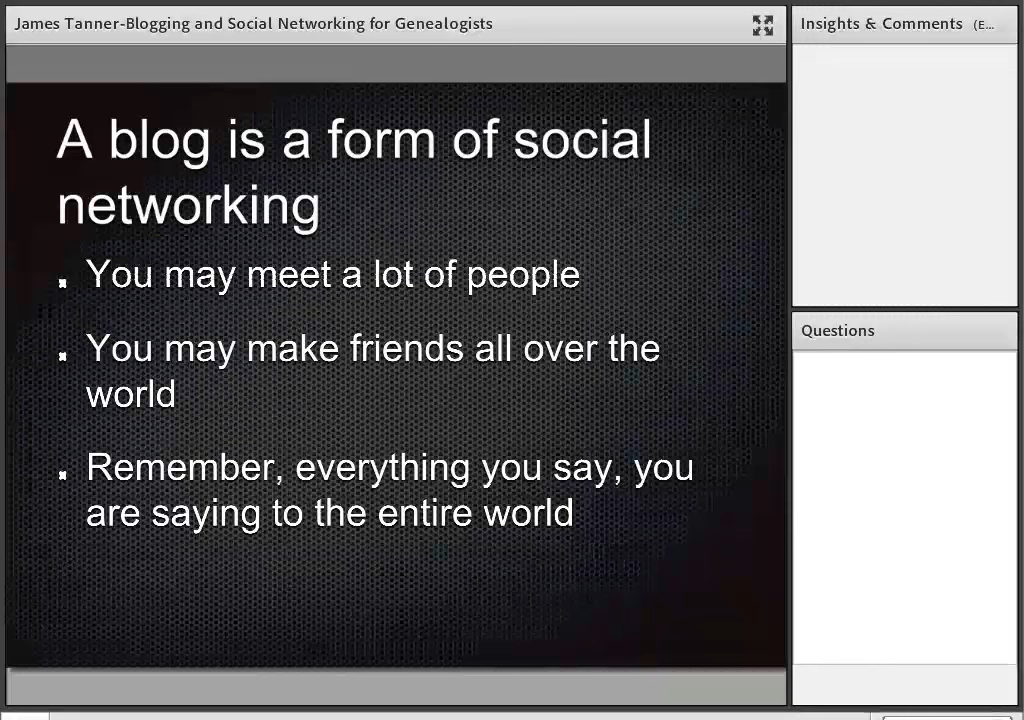 James Tanner-Blogging and Social Networking for Genealogists
Insights & Comments (E...
A blog is a form of social
networking
You may meet a lot of people
You may make friends all over the
world
Remember, everything you say, you
are saying to the entire world
Questions